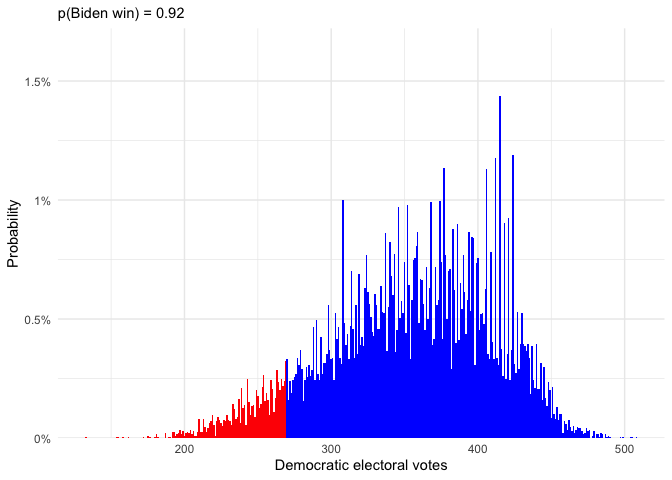 p(Biden win) = 0.92
1.5%
1%
0.5%
0%
Probability
200
300
400
500
Democratic electoral votes